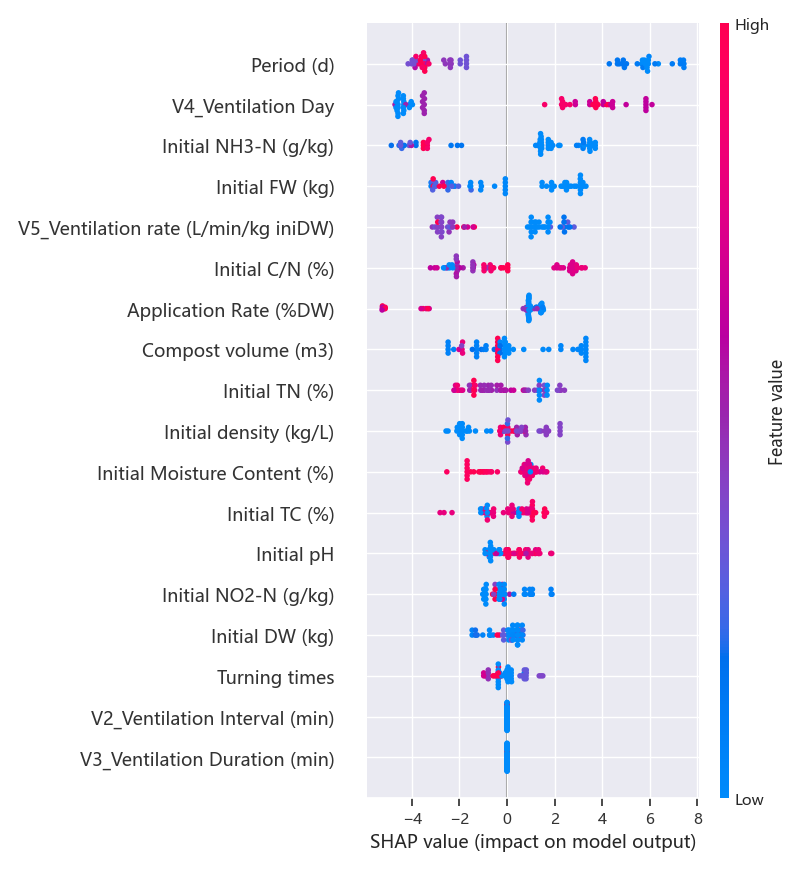 High
Period (d)
V4_Ventilation Day
Initial NH3-N (g/kg)
Initial FW (kg)
V5_Ventilation rate (L/min/kg iniDW)
Initial C/N (%)
Application Rate (%DW)
Compost volume (m3)
Initial TN (%)
Initial density (kg/L)
Initial Moisture Content (%)
Initial TC (%)
Initial pH
Initial NO2-N (g/kg)
Initial DW (kg)
Turning times
V2_Ventilation Interval (min)
V3_Ventilation Duration (min)
Feature value
Low
−4 −2 0 2 4 6 8
SHAP value (impact on model output)